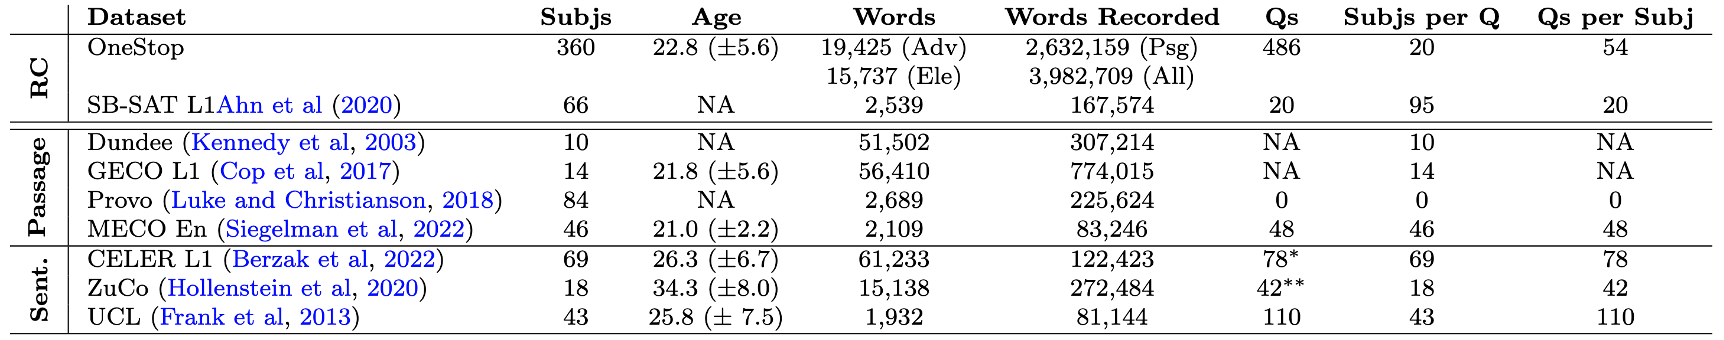 Dataset Subjs Age Words Words Recorded Qs Subjs per Q Qs per Subj
RC
OneStop 360 22.8 (±5.6) 19,425 (Adv) 2,632,159 (Psg) 486 20 54
15,737 (Ele) 3,982,709 (All)
SB-SAT L1Ahn et al (2020) 66 NA 2,539 167,574 20 95 20
Passage
Dundee (Kennedy et al, 2003) 10 NA 51,502 307,214 NA 10 NA
GECO L1 (Cop et al, 2017) 14 21.8 (±5.6) 56,410 774,015 NA 14 NA
Provo (Luke and Christianson, 2018) 84 NA 2,689 225,624 0 0 0
MECO En (Siegelman et al, 2022) 46 21.0 (±2.2) 2,109 83,246 48 46 48
Sent.
CELER L1 (Berzak et al, 2022) 69 26.3 (±6.7) 61,233 122,423 78* 69 78
ZuCo (Hollenstein et al, 2020) 18 34.3 (±8.0) 15,138 272,484 42** 18 42
UCL (Frank et al, 2013) 43 25.8 (± 7.5) 1,932 81,144 110 43 110